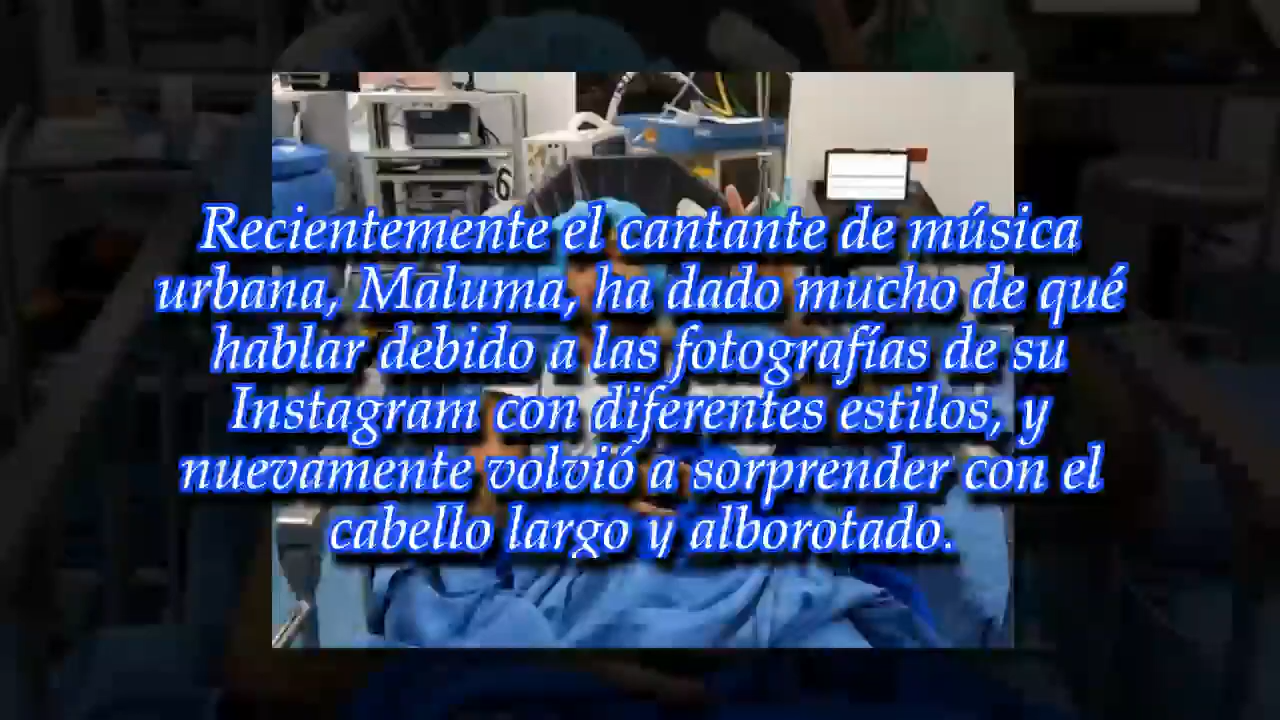 Recientemente el cantante de música
urbana, Maluma, ha dado mucho de qué
hablar debido a las fotografías de su
Instagram con diferentes estilos, y
nuevamente volvió a sorprender con el
cabello largo y alborotado.
6